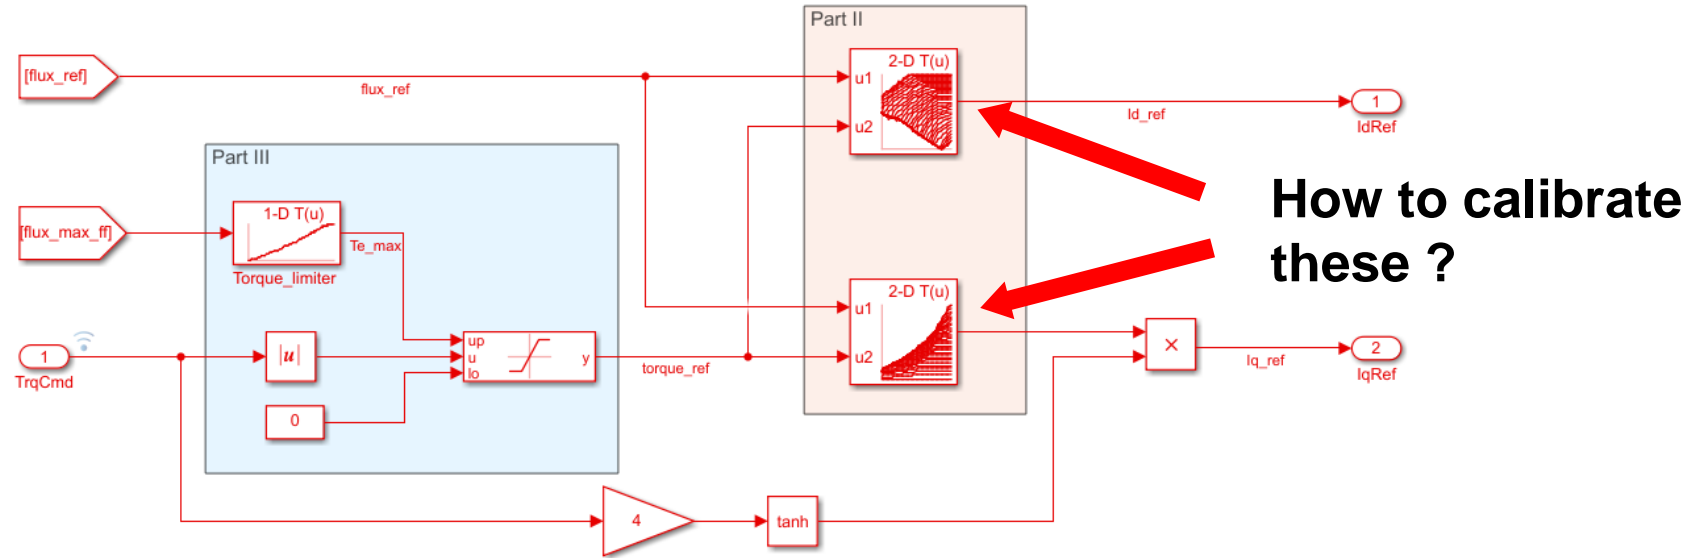 Part II
[flux_ref]
flux_ref
2-D T(u)
u1
u2
Id_ref
1
IdRef
Part III
[flux_max_ff]
1-D T(u)
Te_max
Torque_limiter
How to calibrate
these ?
1
TrqCmd
|u|
up
u
lo
y
torque_ref
0
2-D T(u)
u1
u2
×
Iq_ref
2
IqRef
4
tanh